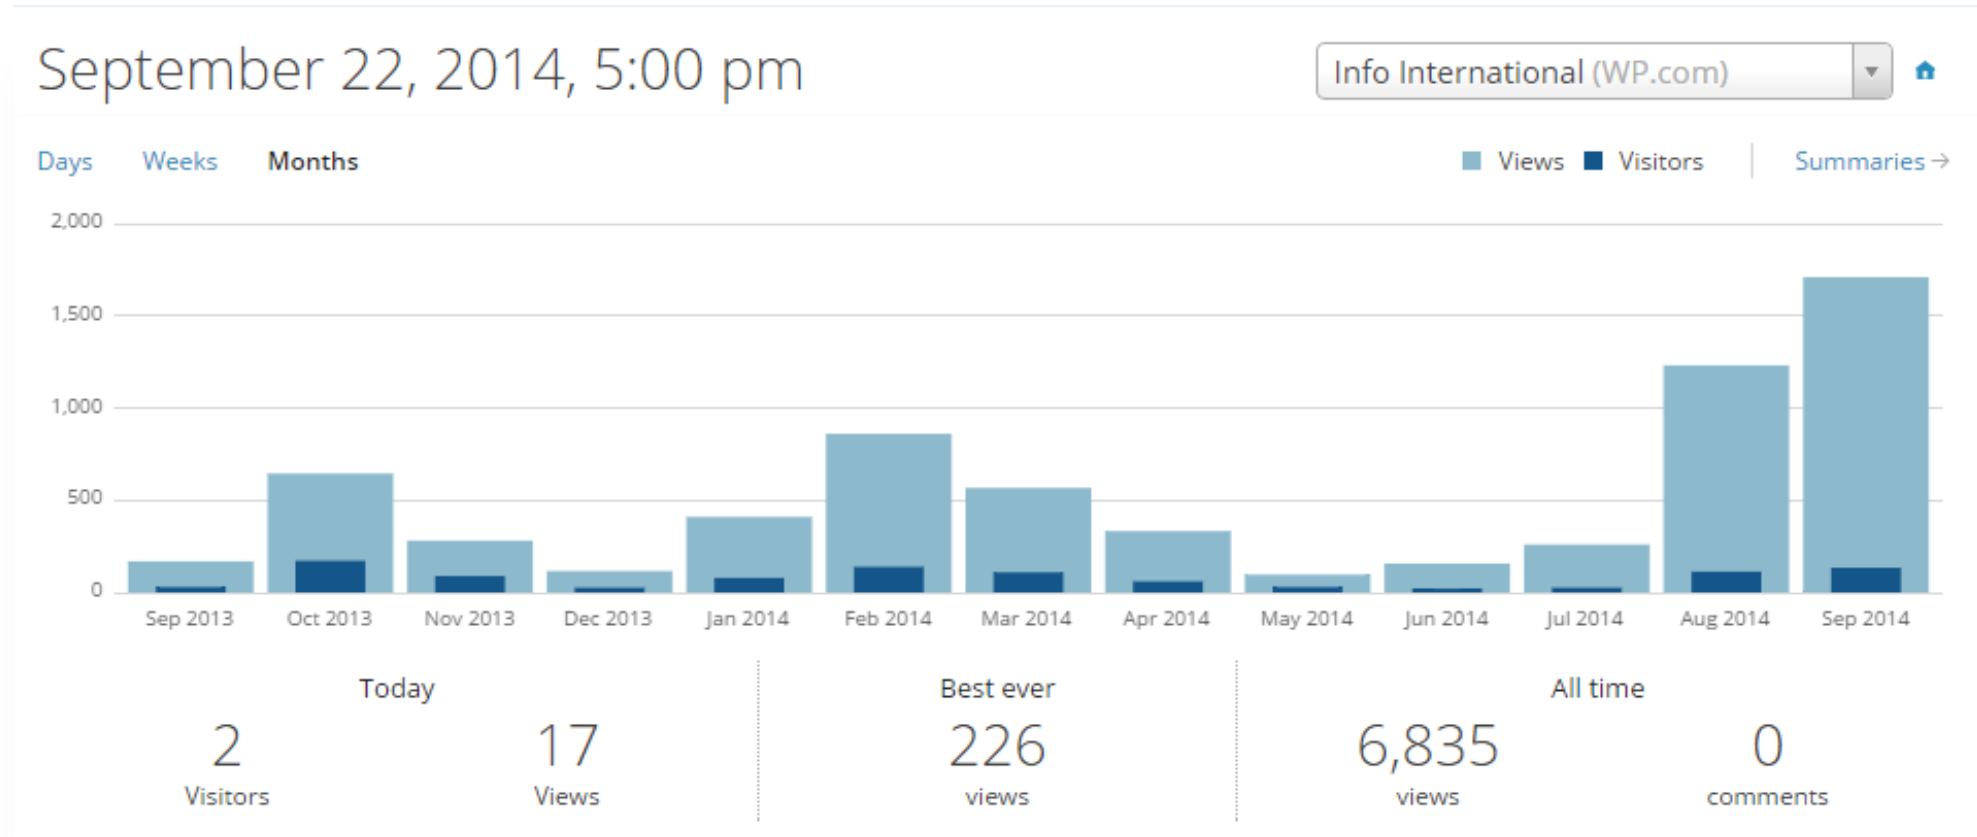 September 22, 2014, 5:00 pm
Info International (WP.com)
Days Weeks Months
Views Visitors Summaries →
2,000
1,500
1,000
500
0
Sep 2013 Oct 2013 Nov 2013 Dec 2013 Jan 2014 Feb 2014 Mar 2014 Apr 2014 May 2014 Jun 2014 Jul 2014 Aug 2014 Sep 2014
Today Best ever All time
2 17 226 6,835 0
Visitors Views views views comments